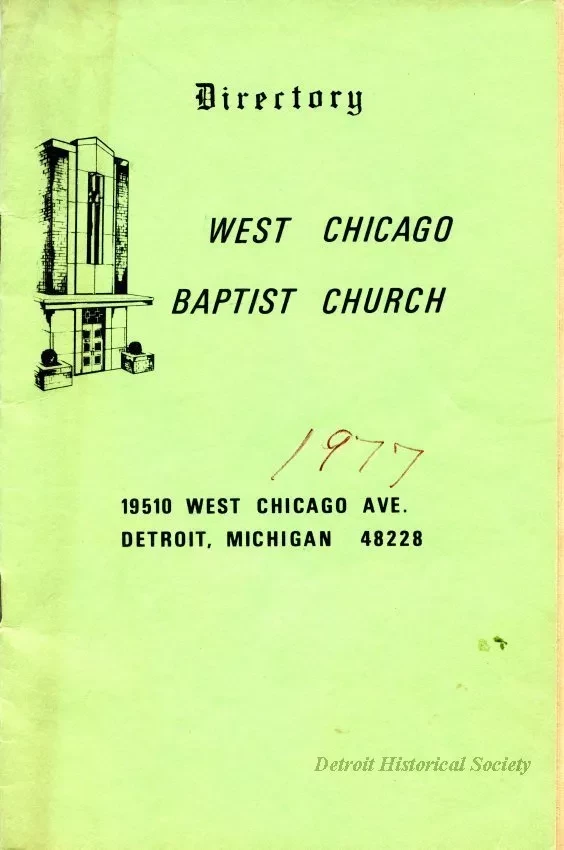 Directory
WEST CHICAGO
BAPTIST CHURCH
1977
19510 WEST CHICAGO AVE.
DETROIT, MICHIGAN 48228
Detroit Historical Society